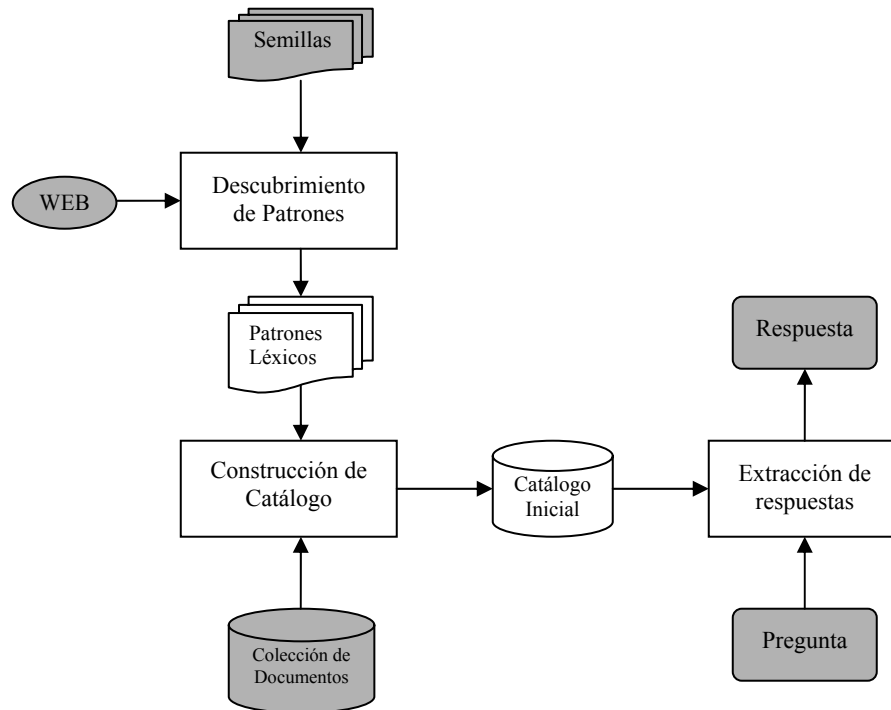 Semillas
WEB
Descubrimiento
de Patrones
Patrones
Léxicos
Respuesta
Construcción de
Catálogo
Catálogo
Inicial
Extracción de
respuestas
Colección de
Documentos
Pregunta